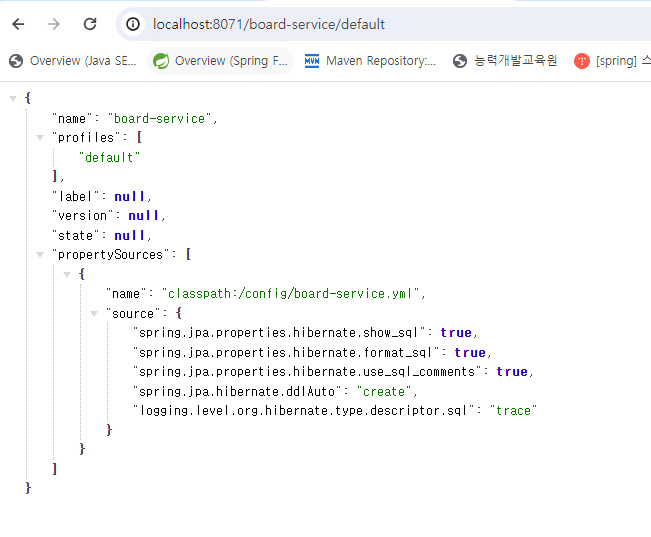 localhost:8071/board-service/default
Overview (Java SE... Overview (Spring F... Maven Repository:... 능력개발교육원 [spring] 스
{
"name": "board-service",
"profiles": [
"default"
],
"label": null,
"version": null,
"state": null,
"propertySources": [
{
"name": "classpath:/config/board-service.yml",
"source": {
"spring.jpa.properties.hibernate.show_sql": true,
"spring.jpa.properties.hibernate.format_sql": true,
"spring.jpa.properties.hibernate.use_sql_comments": true,
"spring.jpa.hibernate.ddlAuto": "create",
"logging.level.org.hibernate.type.descriptor.sql": "trace"
}
}
]
}